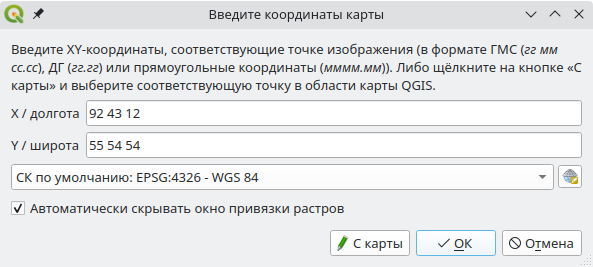 Введите координаты карты
Введите XY-координаты, соответствующие точке изображения (в формате ГМС (гг мм
сс.сс), ДГ (гг.гг) или прямоугольные координаты (мммм.мм)). Либо щёлкните на кнопке «С
карты» и выберите соответствующую точку в области карты QGIS.
X / долгота 92 43 12
Y / широта 55 54 54
СК по умолчанию: EPSG:4326 - WGS 84
Автоматически скрывать окно привязки растров
С карты OK Отмена